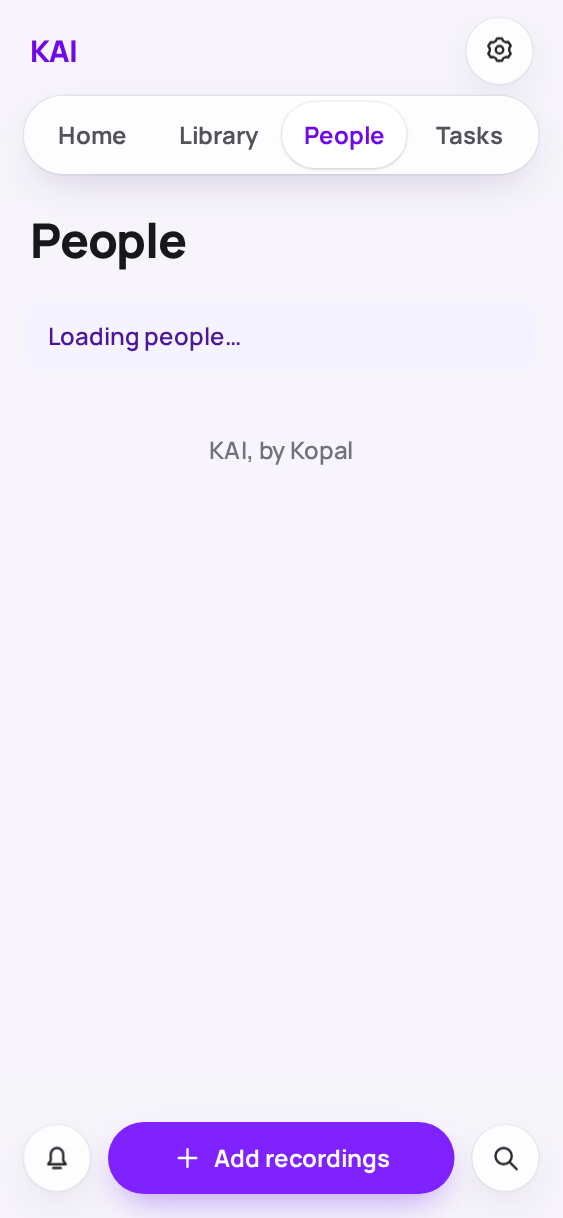 KAI
Home Library People Tasks
People
Loading people…
KAI, by Kopal
Add recordings